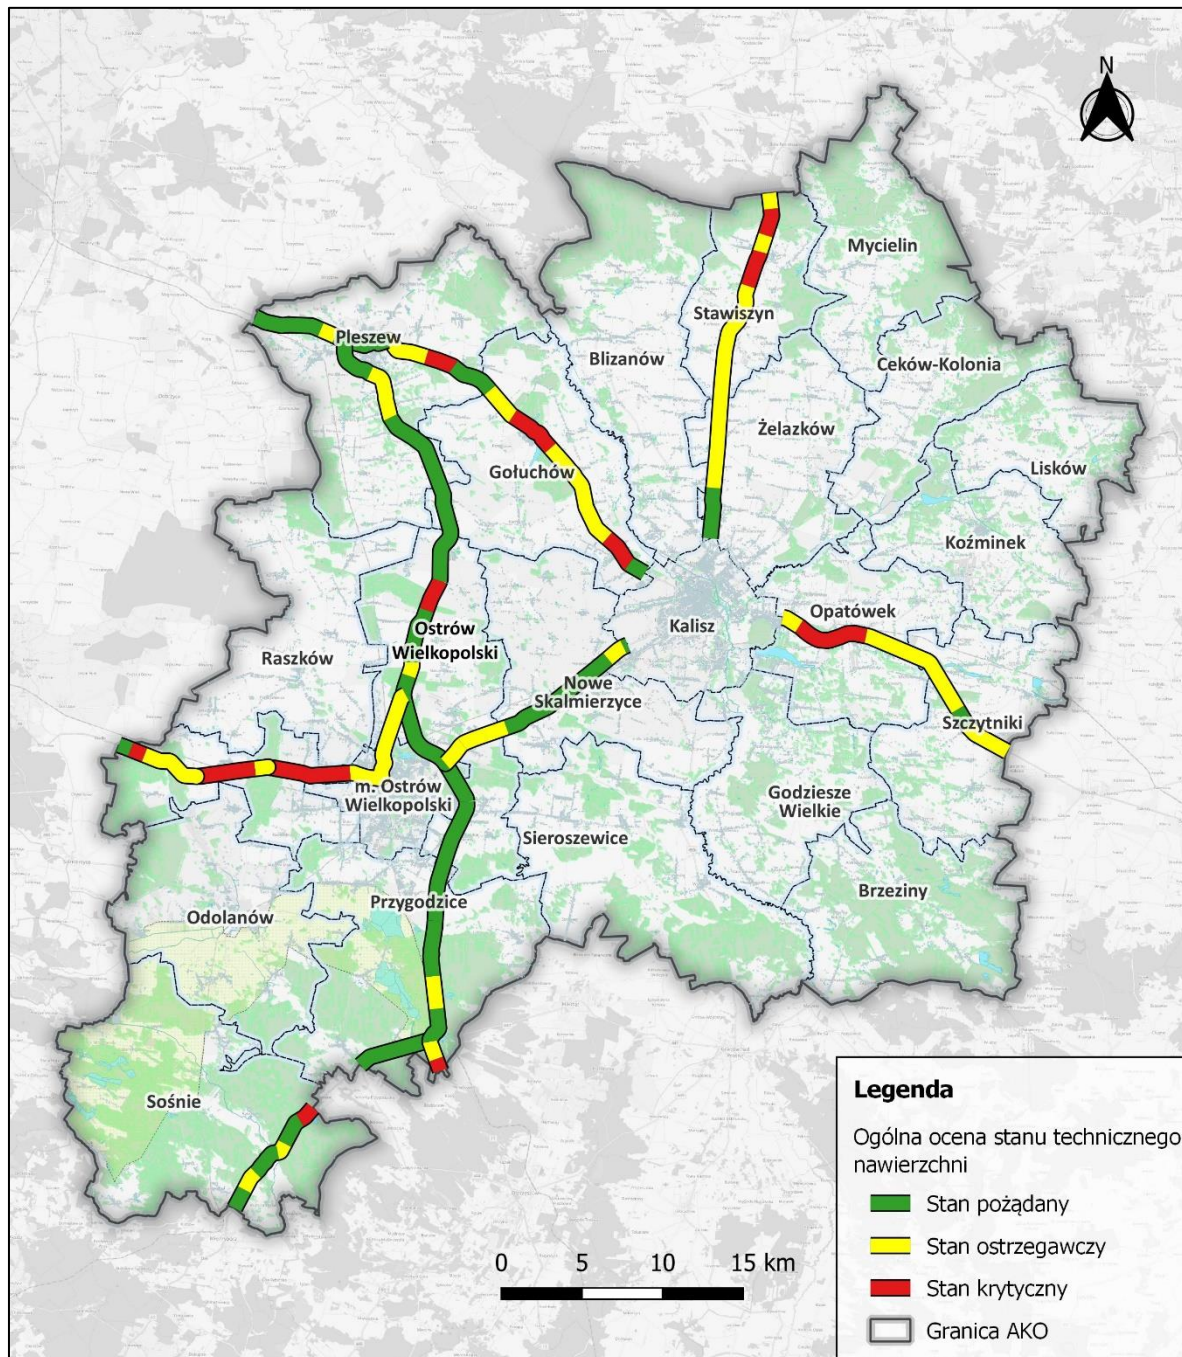 N
Mycielin
Stawiszyn
Pleszew
Blizanów
Ceków-Kolonia
Żelazków
Lisków
Gołuchów
Koźminek
Opatówek
Kalisz
Ostrów
Wielkopolski
Raszków
Nowe
Skalmierzyce
Szczytniki
m. Ostrów
Wielkopolski
Godziesze
Wielkie
Sieroszewice
Brzeziny
Przygodzice
Odolanów
Sośnie
Legenda
Ogólna ocena stanu technicznego
nawierzchni
Stan pożądany
Stan ostrzegawczy
Stan krytyczny
Granica AKO
0 5 10 15 km